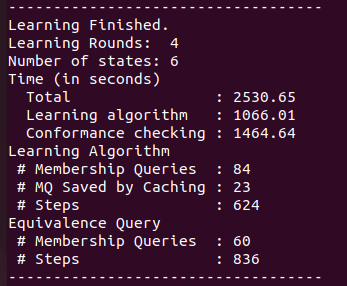 -----------------------------------
Learning Finished.
Learning Rounds:  4
Number of states: 6
Time (in seconds)
  Total                : 2530.65
  Learning algorithm   : 1066.01
  Conformance checking : 1464.64
Learning Algorithm
 # Membership Queries  : 84
 # MQ Saved by Caching : 23
 # Steps               : 624
Equivalence Query
 # Membership Queries  : 60
 # Steps               : 836
-----------------------------------